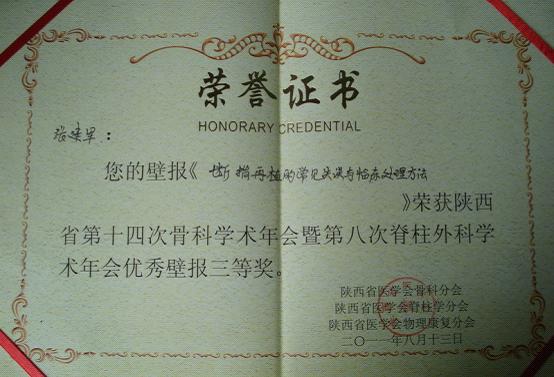 荣誉证书
HONORARY CREDENTIAL
张建军：
您的壁报《 断指再植的常见失误与临床处理方法
》荣获陕西
省第十四次骨科学术年会暨第八次脊柱外科学
术年会优秀壁报三等奖。
陕西省医学会骨科分会
陕西省医学会脊柱学分会
陕西省医学会物理康复分会
二〇一一年八月十三日